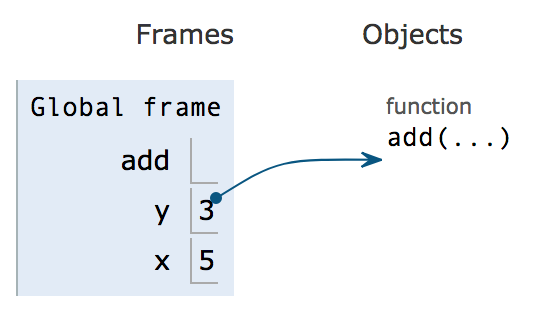 Frames Objects
Global frame
function
add(...)
add
y 3
x 5